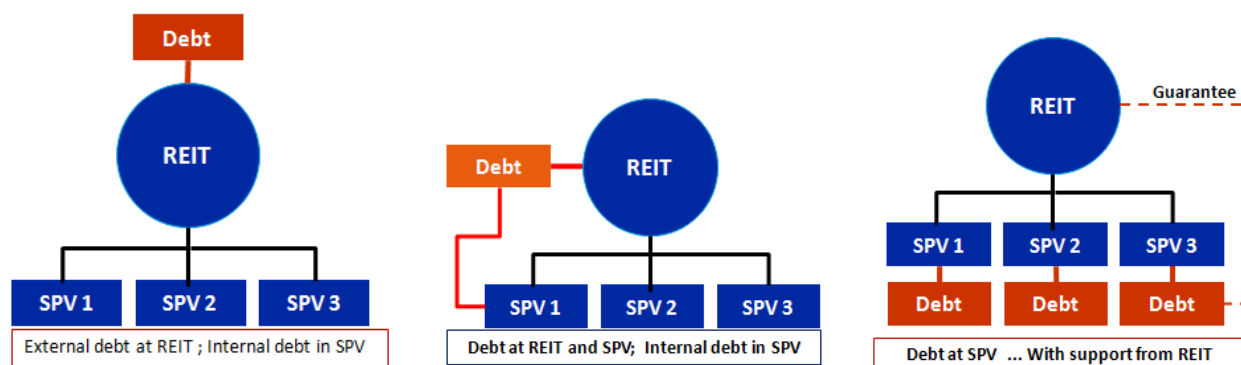 Debt
REIT
SPV 1
SPV 2
SPV 3
External debt at REIT ; Internal debt in SPV
Debt
REIT
SPV 1
SPV 2
SPV 3
Debt at REIT and SPV; Internal debt in SPV
REIT
Guarantee
SPV 1
SPV 2
SPV 3
Debt
Debt
Debt
Debt at SPV ... With support from REIT